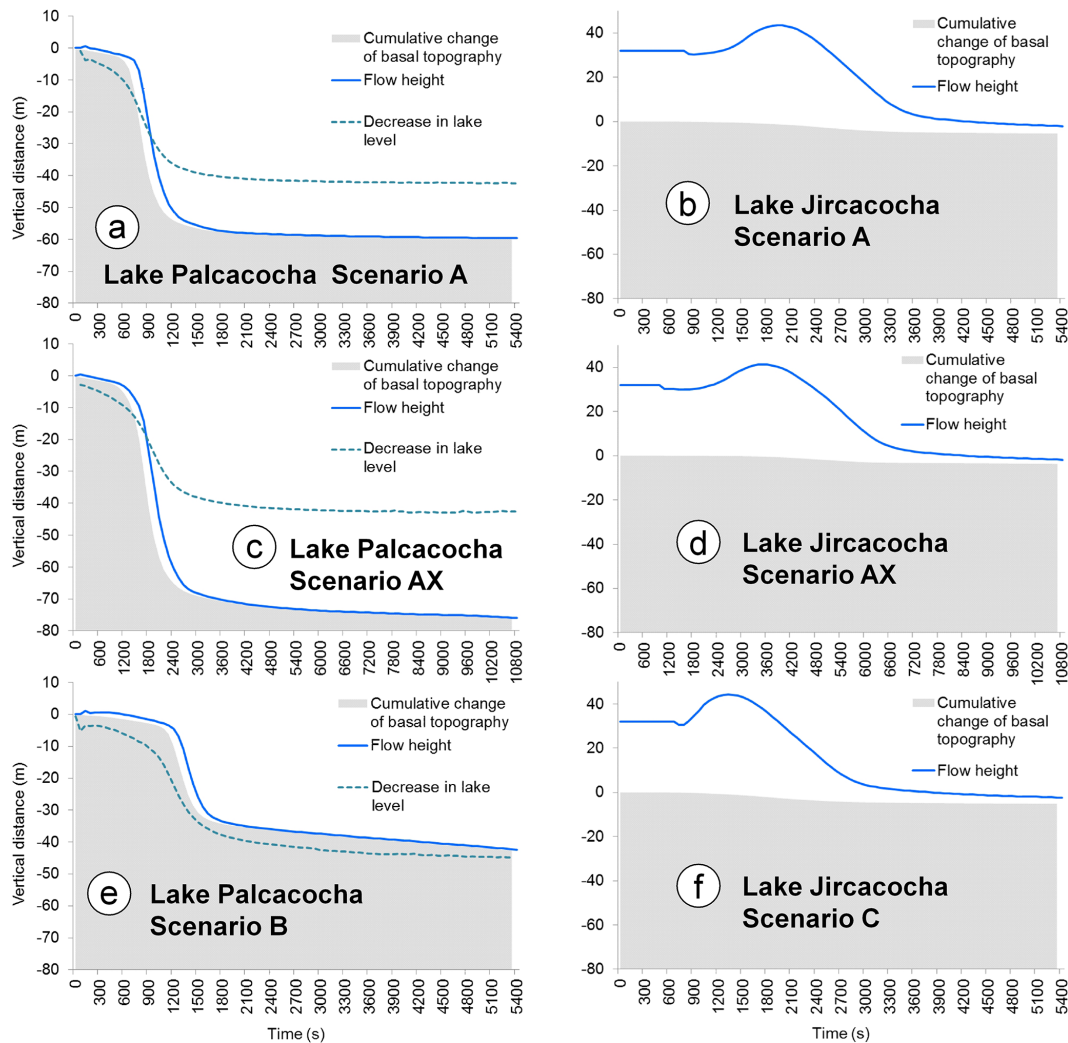 10
0
-10
-20
-30
-40
-50
-60
-70
-80
Vertical distance (m)
Cumulative change
of basal topography
Flow height
Decrease in lake
level
a
Lake Palcacocha Scenario A
0 300 600 900 1200 1500 1800 2100 2400 2700 3000 3300 3600 3900 4200 4500 4800 5100 5400
40
20
0
-20
-40
-60
-80
Cumulative
change of basal
topography
Flow height
b
Lake Jircacocha
Scenario A
0 300 600 900 1200 1500 1800 2100 2400 2700 3000 3300 3600 3900 4200 4500 4800 5100 5400
10
0
-10
-20
-30
-40
-50
-60
-70
-80
Vertical distance (m)
Cumulative change
of basal topography
Flow height
Decrease in lake
level
c
Lake Palcacocha
Scenario AX
0 600 1200 1800 2400 3000 3600 4200 4800 5400 6000 6600 7200 7800 8400 9000 9600 10200 10800
40
20
0
-20
-40
-60
-80
Cumulative
change of basal
topography
Flow height
d
Lake Jircacocha
Scenario AX
0 600 1200 1800 2400 3000 3600 4200 4800 5400 6000 6600 7200 7800 8400 9000 9600 10200 10800
10
0
-10
-20
-30
-40
-50
-60
-70
-80
Vertical distance (m)
Cumulative change
of basal topography
Flow height
Decrease in lake
level
e
Lake Palcacocha
Scenario B
0 300 600 900 1200 1500 1800 2100 2400 2700 3000 3300 3600 3900 4200 4500 4800 5100 5400
Time (s)
40
20
0
-20
-40
-60
-80
Cumulative
change of basal
topography
Flow height
f
Lake Jircacocha
Scenario C
0 300 600 900 1200 1500 1800 2100 2400 2700 3000 3300 3600 3900 4200 4500 4800 5100 5400
Time (s)